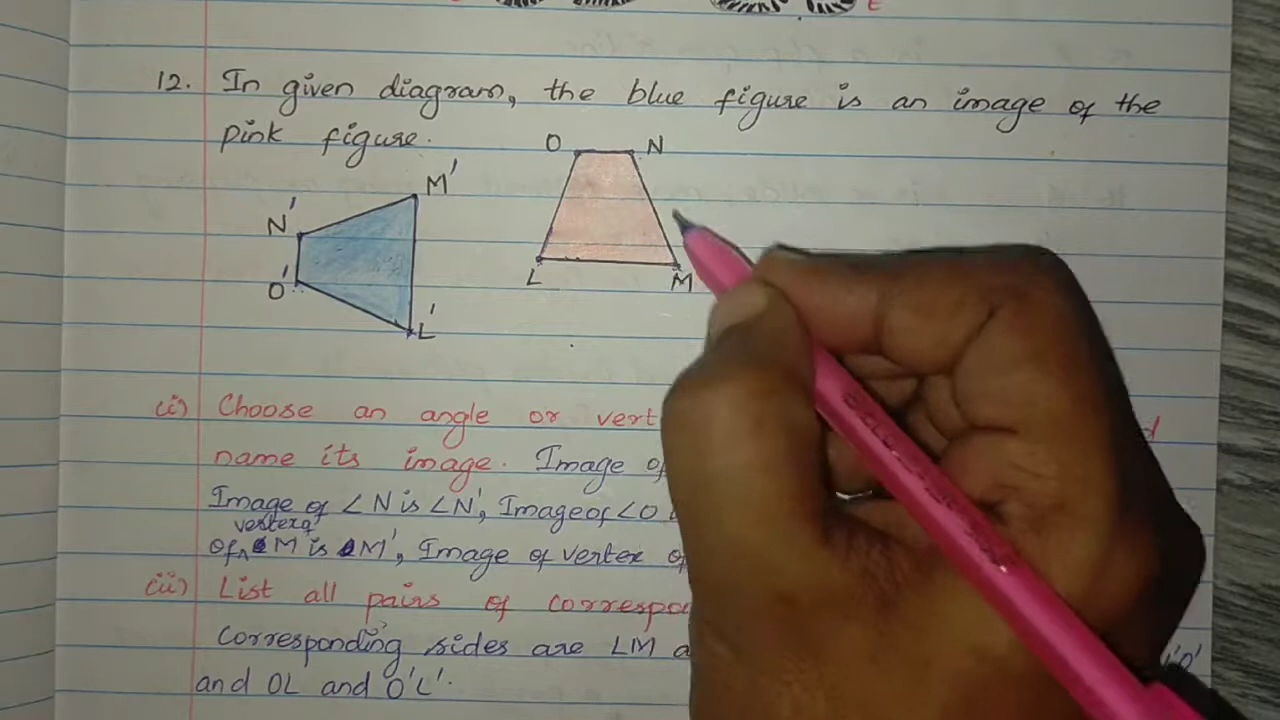 t
12. In given diagram, the blue figure is an image of the
pink figure.
O N
M'
N'
O'
L M
L'
(i) Choose an angle or vert d
name its image. Image of
Image of ∠N is ∠N', Image of ∠O
vertex of
of M is M', Image of vertex of
(ii) List all pairs of correspo
Corresponding sides are LM a 'O'
and OL and O'L'.